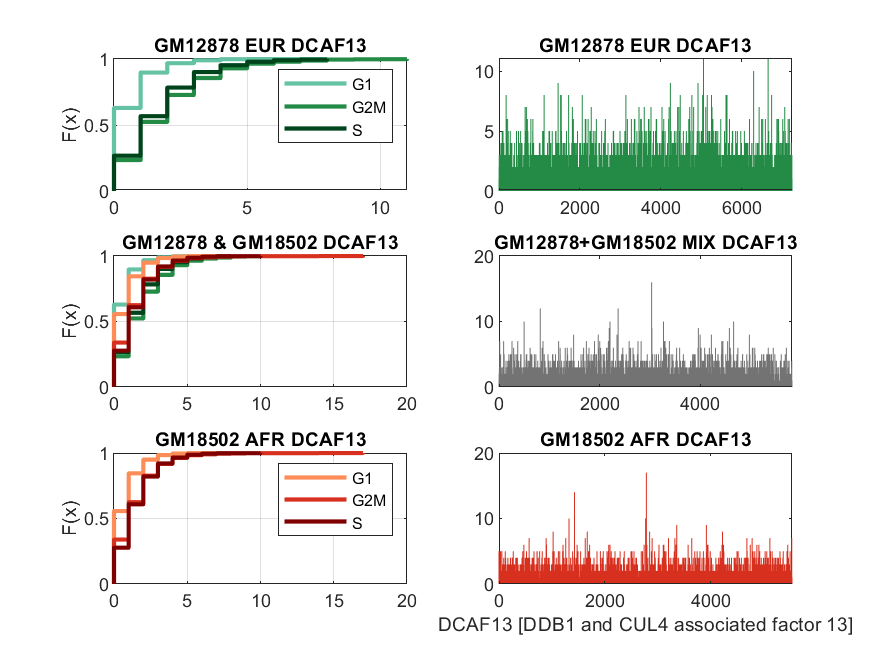 GM12878 EUR DCAF13
1
0.5
0
F(x)
0 5 10
G1
G2M
S
GM12878 EUR DCAF13
10
5
0
0 2000 4000 6000
GM12878 & GM18502 DCAF13
1
0.5
0
F(x)
0 5 10 15 20
GM12878+GM18502 MIX DCAF13
20
10
0
0 2000 4000
GM18502 AFR DCAF13
1
0.5
0
F(x)
0 5 10 15 20
G1
G2M
S
GM18502 AFR DCAF13
20
10
0
0 2000 4000
DCAF13 [DDB1 and CUL4 associated factor 13]